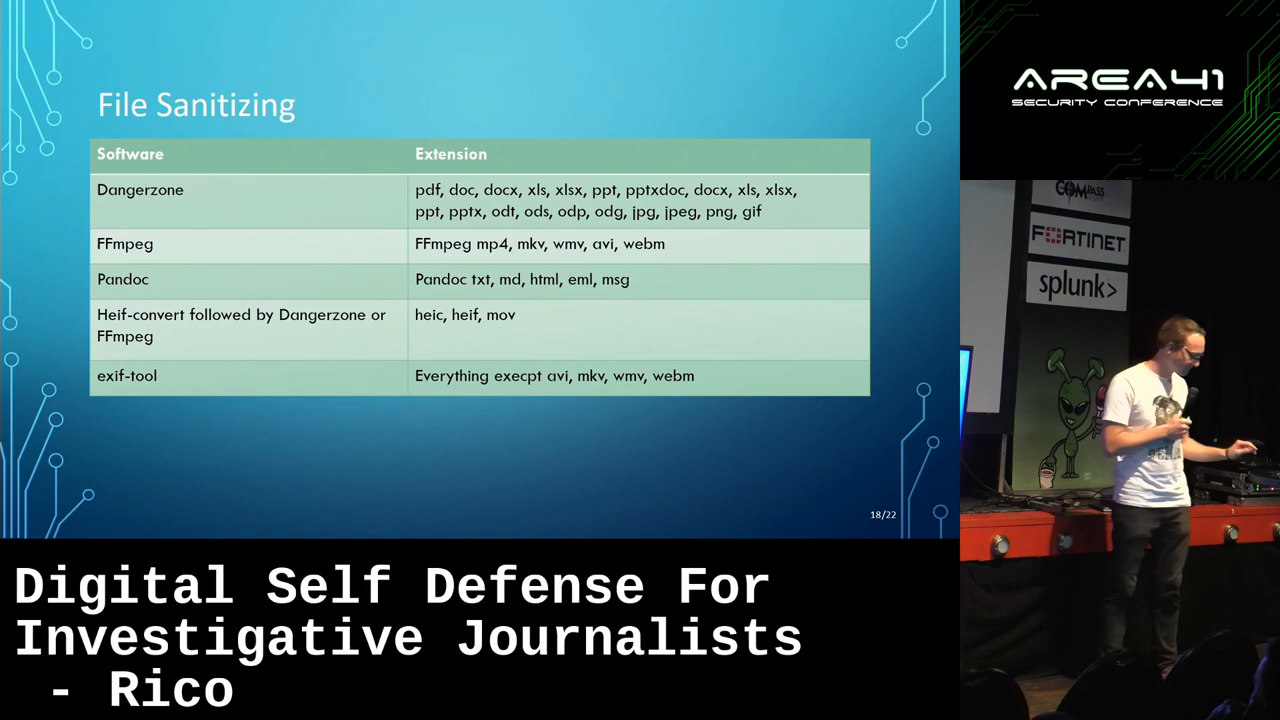 File Sanitizing
Software Extension
Dangerzone pdf, doc, docx, xls, xlsx, ppt, pptxdoc, docx, xls, xlsx,
ppt, pptx, odt, ods, odp, odg, jpg, jpeg, png, gif
FFmpeg FFmpeg mp4, mkv, wmv, avi, webm
Pandoc Pandoc txt, md, html, eml, msg
Heif-convert followed by Dangerzone or heic, heif, mov
FFmpeg
exif-tool Everything execpt avi, mkv, wmv, webm
18/22
AREA41
SECURITY CONFERENCE
COMPASS
FORTINET
splunk>
Digital Self Defense For
Investigative Journalists
- Rico